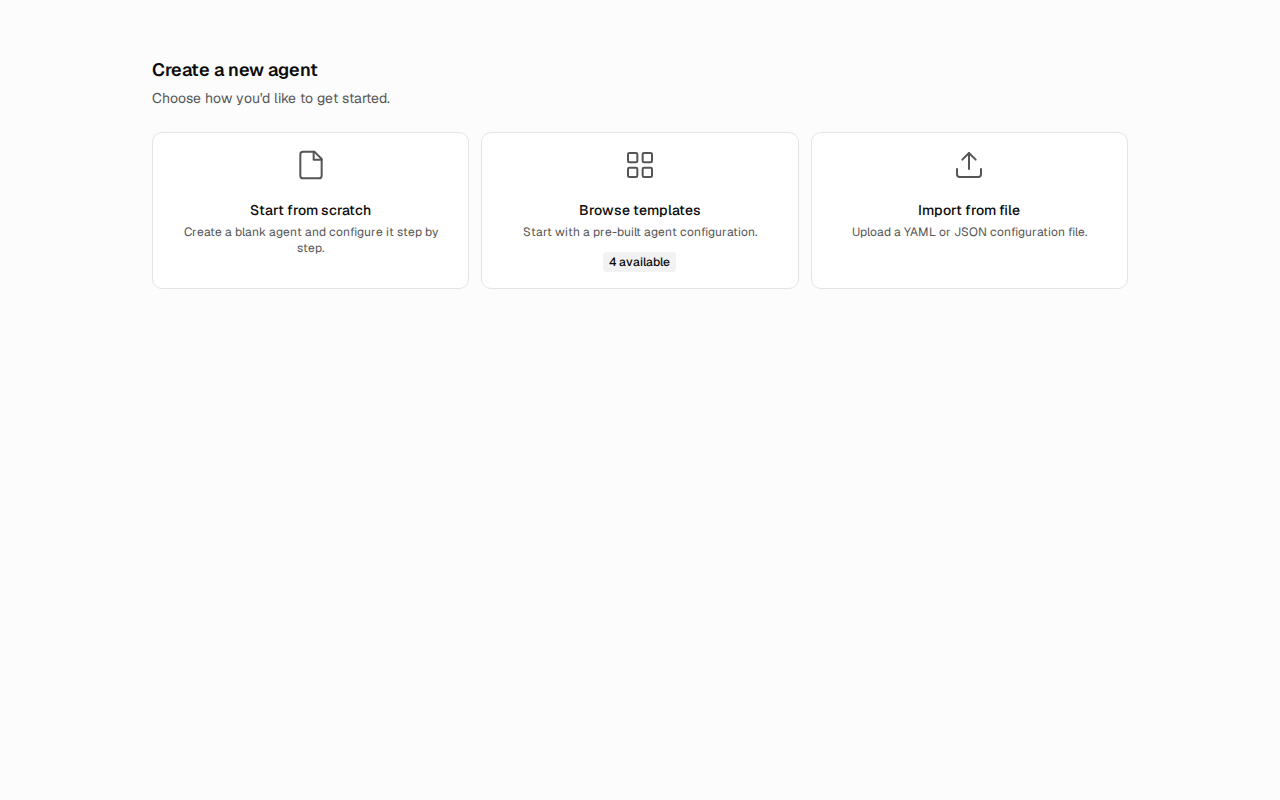 Create a new agent
Choose how you'd like to get started.
Start from scratch
Create a blank agent and configure it step by
step.
Browse templates
Start with a pre-built agent configuration.
4 available
Import from file
Upload a YAML or JSON configuration file.